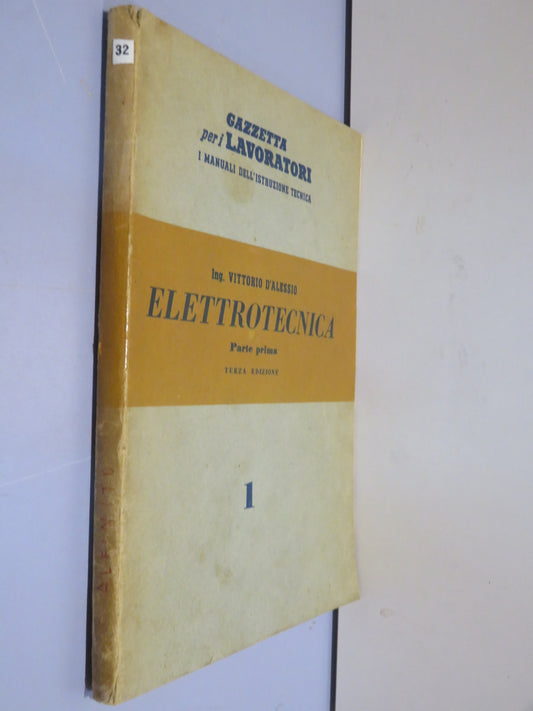 32
GAZZETTA
per i LAVORATORI
I MANUALI DELL'ISTRUZIONE TECNICA
Ing. VITTORIO D'ALESSIO
ELETTROTECNICA
Parte prima
TERZA EDIZIONE
1